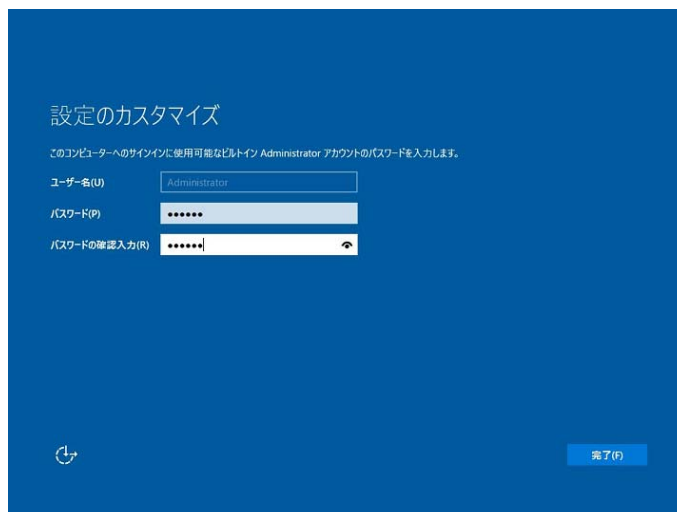 設定のカスタマイズ
このコンピューターへのサインインに使用可能なビルトイン Administrator アカウントのパスワードを入力します。
ユーザー名(U) Administrator
パスワード(P) ●●●●●●
パスワードの確認入力(R) ●●●●●●
完了(F)